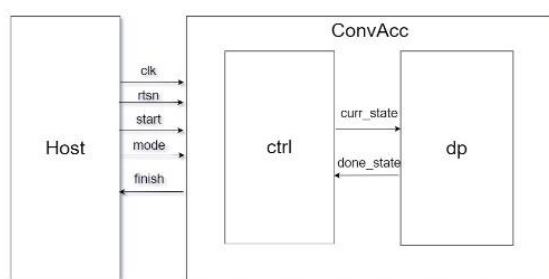 ConvAcc
clk
rtsn
start
mode
finish
Host
ctrl
curr_state
done_state
dp